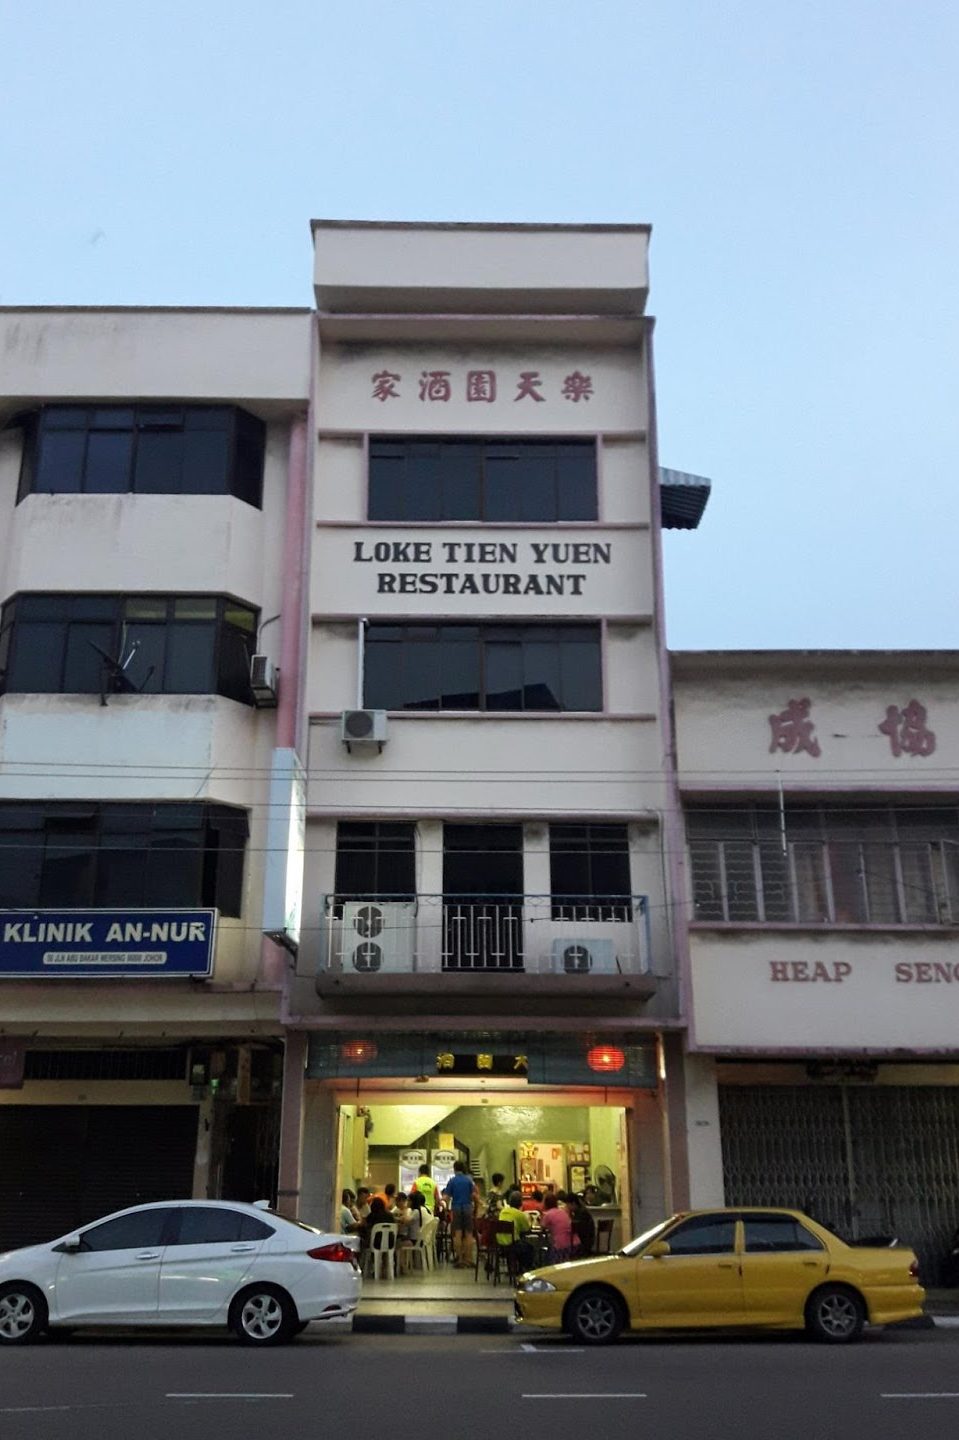 家酒園天樂
LOKE TIEN YUEN
RESTAURANT
成協
KLINIK AN-NUR
HEAP SENG